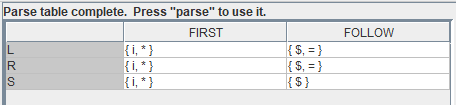 Parse table complete. Press "parse" to use it.
FIRST FOLLOW
L { i, * } { $, = }
R { i, * } { $, = }
S { i, * } { $ }